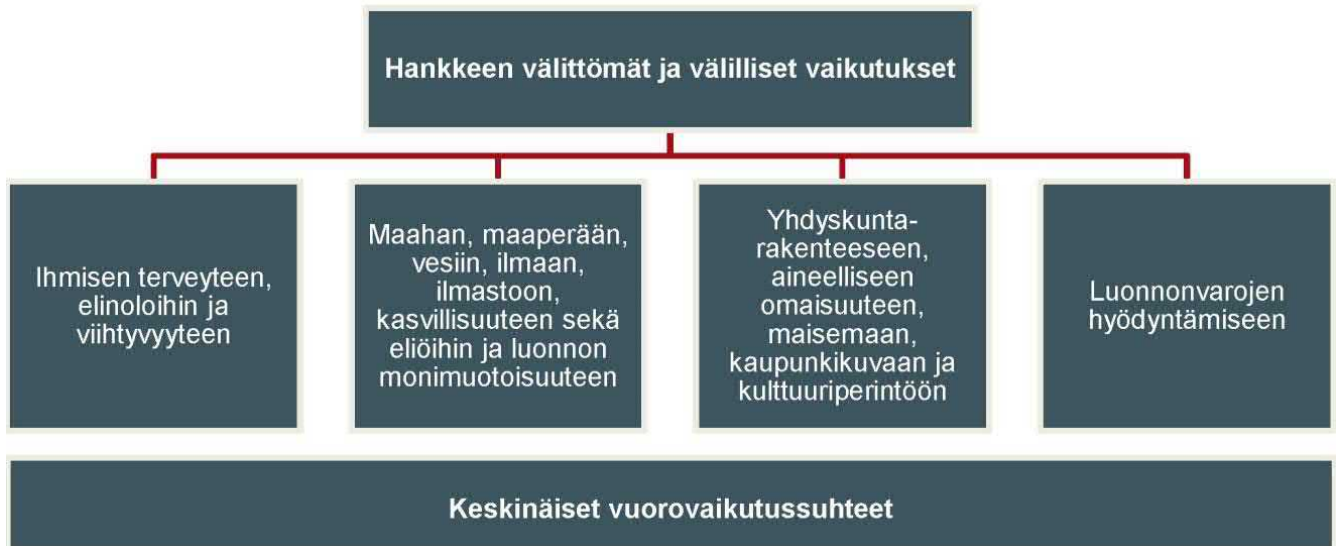 Hankkeen välittömät ja välilliset vaikutukset
Ihmisen terveyteen,
elinoloihin ja
viihtyvyyteen
Maahan, maaperään,
vesiin, ilmaan,
ilmastoon,
kasvillisuuteen sekä
eliöihin ja luonnon
monimuotoisuuteen
Yhdyskunta-
rakenteeseen,
aineelliseen
omaisuuteen,
maisemaan,
kaupunkikuvaan ja
kulttuuriperintöön
Luonnonvarojen
hyödyntämiseen
Keskinäiset vuorovaikutussuhteet